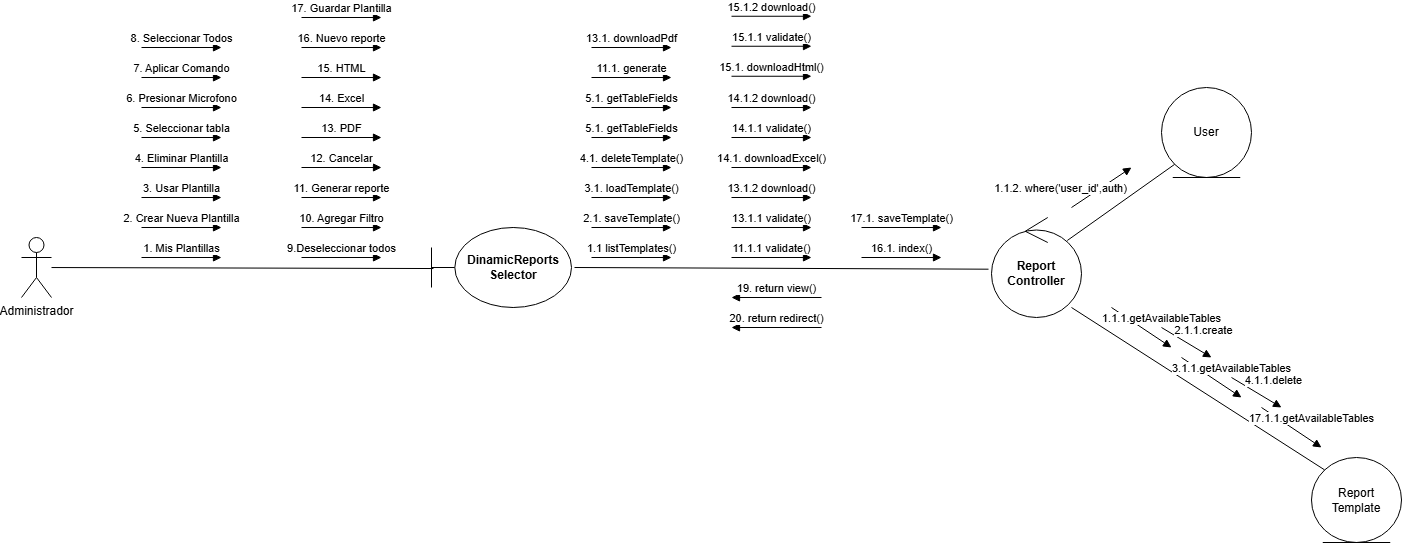 17. Guardar Plantilla
15.1.2 download()
8. Seleccionar Todos
16. Nuevo reporte
13.1. downloadPdf
15.1.1 validate()
7. Aplicar Comando
15. HTML
11.1. generate
15.1. downloadHtml()
6. Presionar Microfono
14. Excel
5.1. getTableFields
14.1.2 download()
5. Seleccionar tabla
13. PDF
5.1. getTableFields
14.1.1 validate()
User
4. Eliminar Plantilla
12. Cancelar
4.1. deleteTemplate()
14.1. downloadExcel()
3. Usar Plantilla
11. Generar reporte
3.1. loadTemplate()
13.1.2 download()
1.1.2. where('user_id',auth)
2. Crear Nueva Plantilla
10. Agregar Filtro
2.1. saveTemplate()
13.1.1 validate()
17.1. saveTemplate()
1. Mis Plantillas
9.Deseleccionar todos
1.1 listTemplates()
11.1.1 validate()
16.1. index()
DinamicReports
Selector
Report
Controller
Administrador
19. return view()
20. return redirect()
1.1.1.getAvailableTables
2.1.1.create
3.1.1.getAvailableTables
4.1.1.delete
17.1.1.getAvailableTables
Report
Template